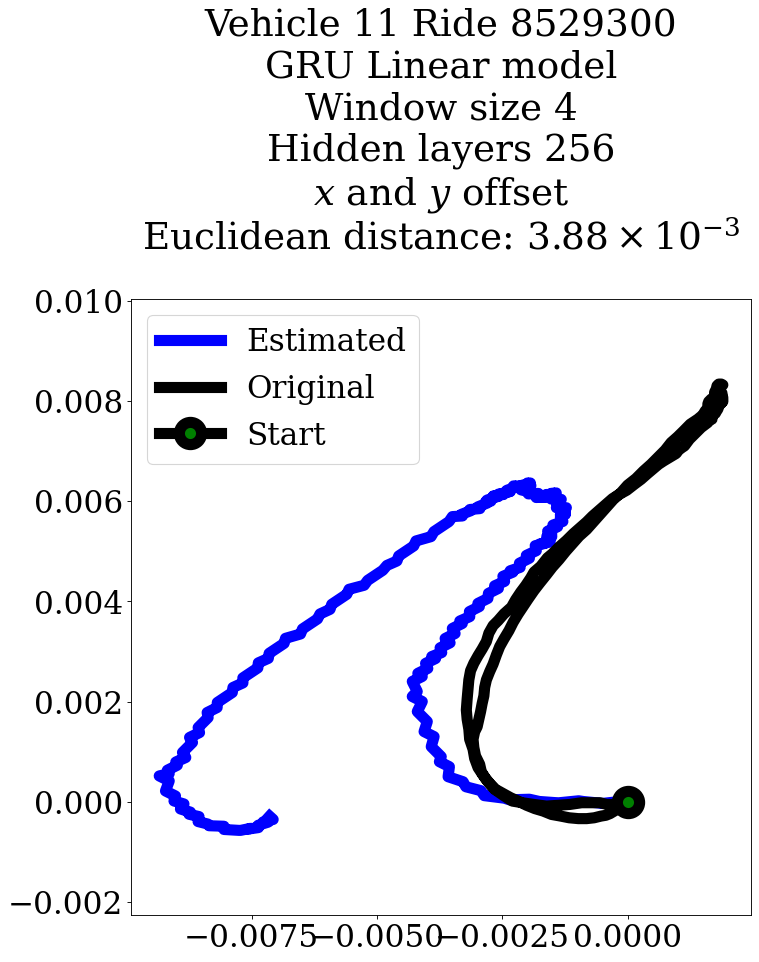 Vehicle 11 Ride 8529300
GRU Linear model
Window size 4
Hidden layers 256
x and y offset
Euclidean distance: 3.88 × 10⁻³
0.010
Estimated
0.008
Original
Start
0.006
0.004
0.002
0.000
−0.002
−0.0075 −0.0050 −0.0025 0.0000